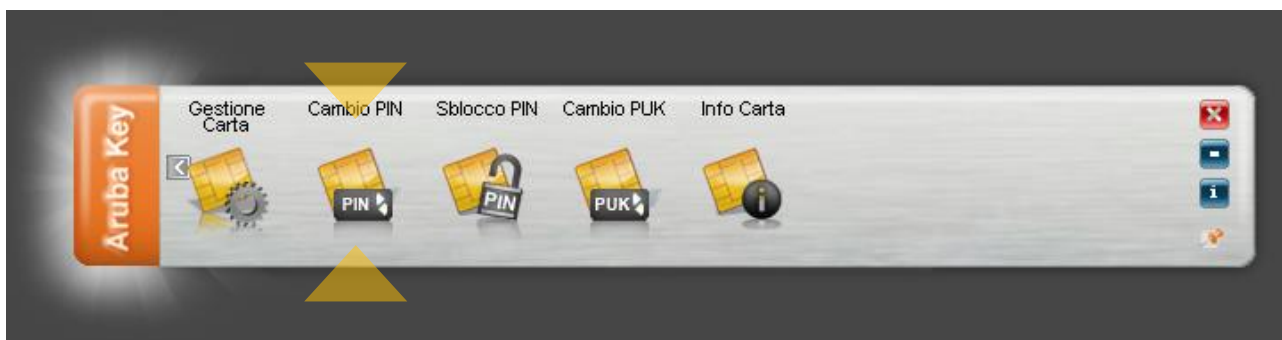 Aruba Key
Gestione
Carta
Cambio PIN
Sblocco PIN
Cambio PUK
Info Carta
PIN
PIN
PUK
i
i